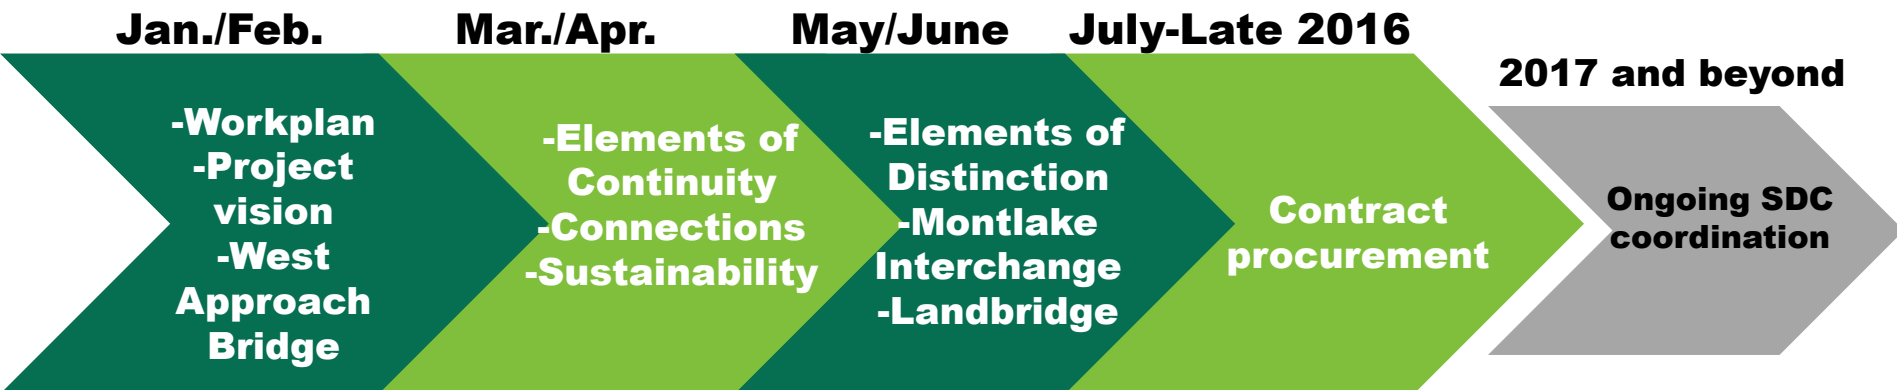 Jan./Feb.
Mar./Apr.
May/June
July-Late 2016
2017 and beyond
-Workplan
-Project
vision
-West
Approach
Bridge
-Elements of
Continuity
-Connections
-Sustainability
-Elements of
Distinction
-Montlake
Interchange
-Landbridge
Contract
procurement
Ongoing SDC
coordination